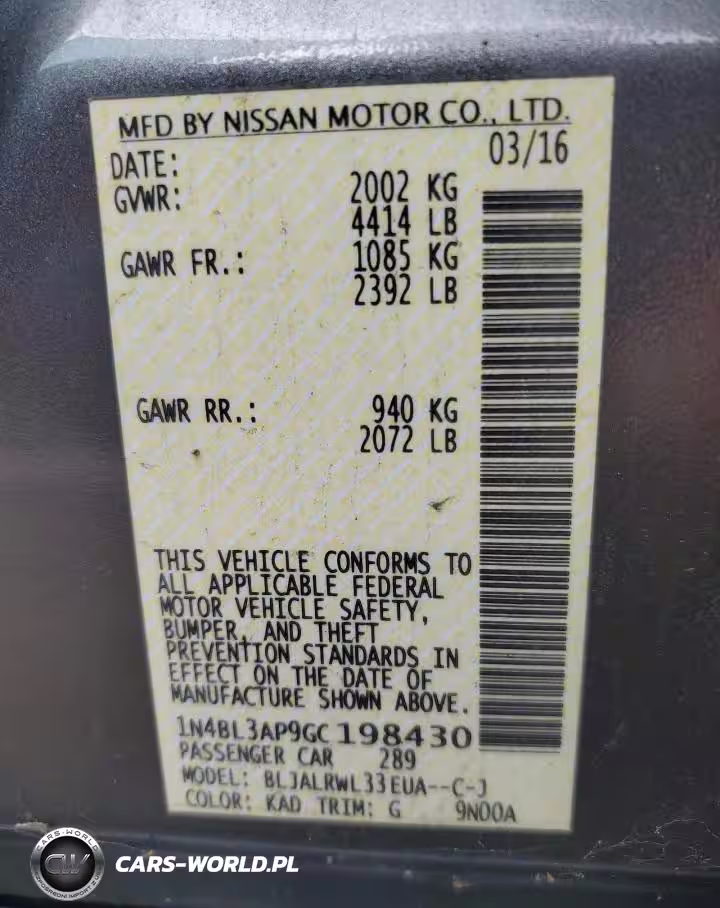 MFD BY NISSAN MOTOR CO., LTD.
DATE: 03/16
GVWR: 2002 KG
4414 LB
GAWR FR.: 1085 KG
2392 LB
GAWR RR.: 940 KG
2072 LB
THIS VEHICLE CONFORMS TO
ALL APPLICABLE FEDERAL
MOTOR VEHICLE SAFETY,
BUMPER, AND THEFT
PREVENTION STANDARDS IN
EFFECT ON THE DATE OF
MANUFACTURE SHOWN ABOVE.
1N4BL3AP9GC198430
PASSENGER CAR 289
MODEL: BLJALRWL33EUA--C-J
COLOR: KAD TRIM: G 9N00A
CARS-WORLD
CW
CARS-WORLD.PL